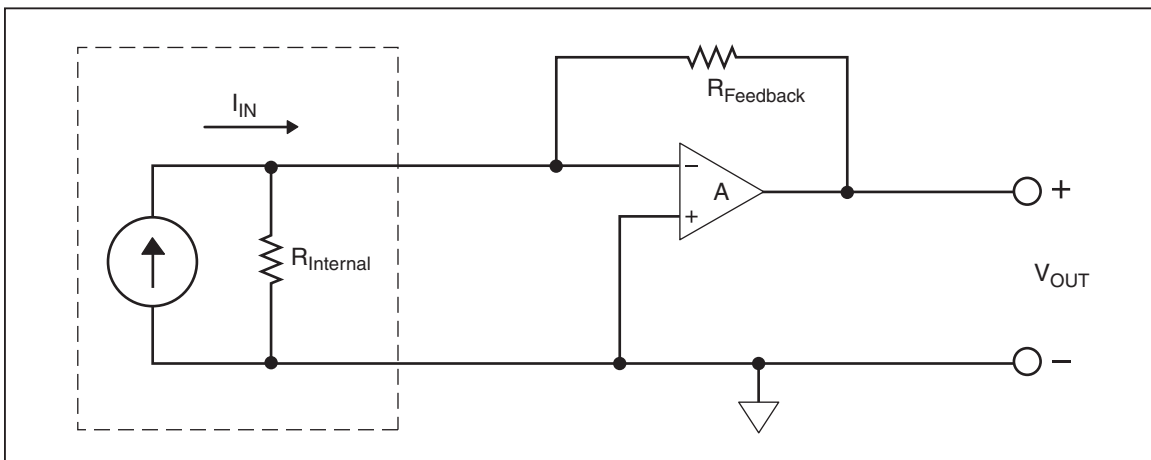 R_Feedback
I_IN
−
A
+
+
R_Internal
V_OUT
−